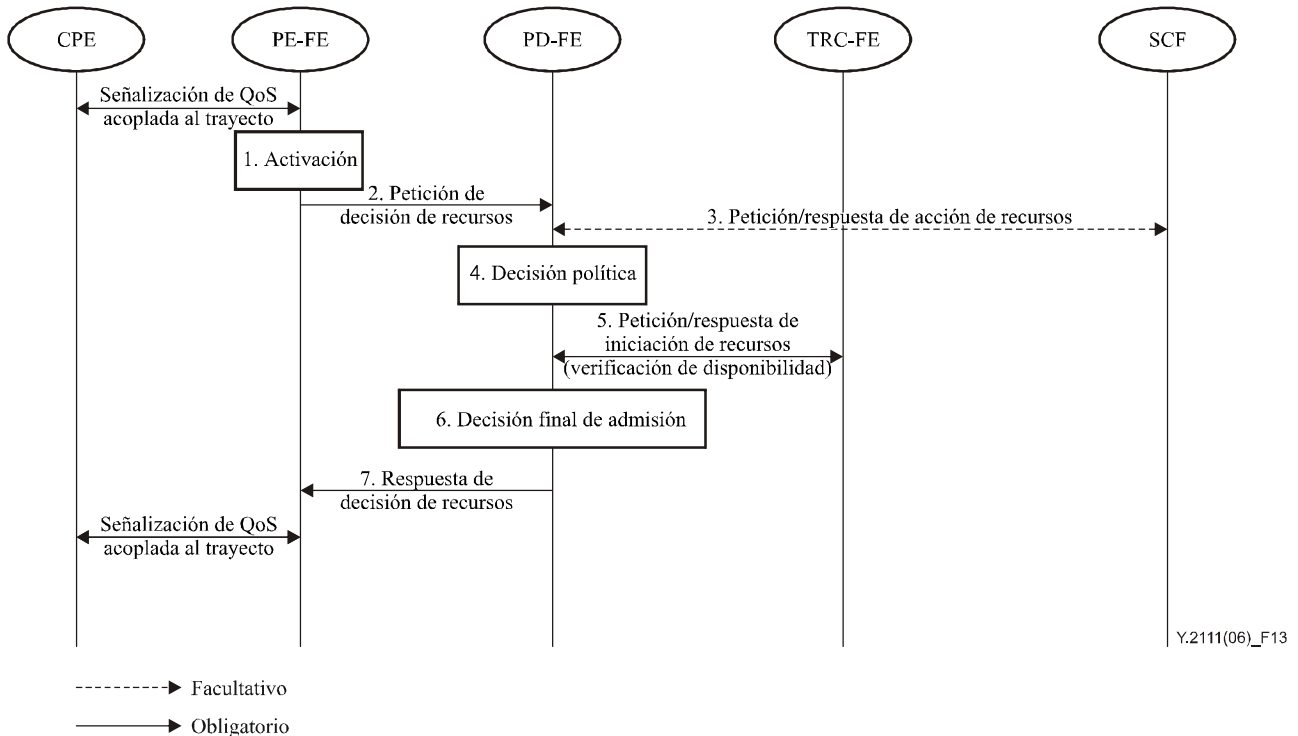 CPE
PE-FE
PD-FE
TRC-FE
SCF
Señalización de QoS
acoplada al trayecto
1. Activación
2. Petición de
decisión de recursos
3. Petición/respuesta de acción de recursos
4. Decisión política
5. Petición/respuesta de
iniciación de recursos
(verificación de disponibilidad)
6. Decisión final de admisión
7. Respuesta de
decisión de recursos
Señalización de QoS
acoplada al trayecto
Y.2111(06)_F13
Facultativo
Obligatorio